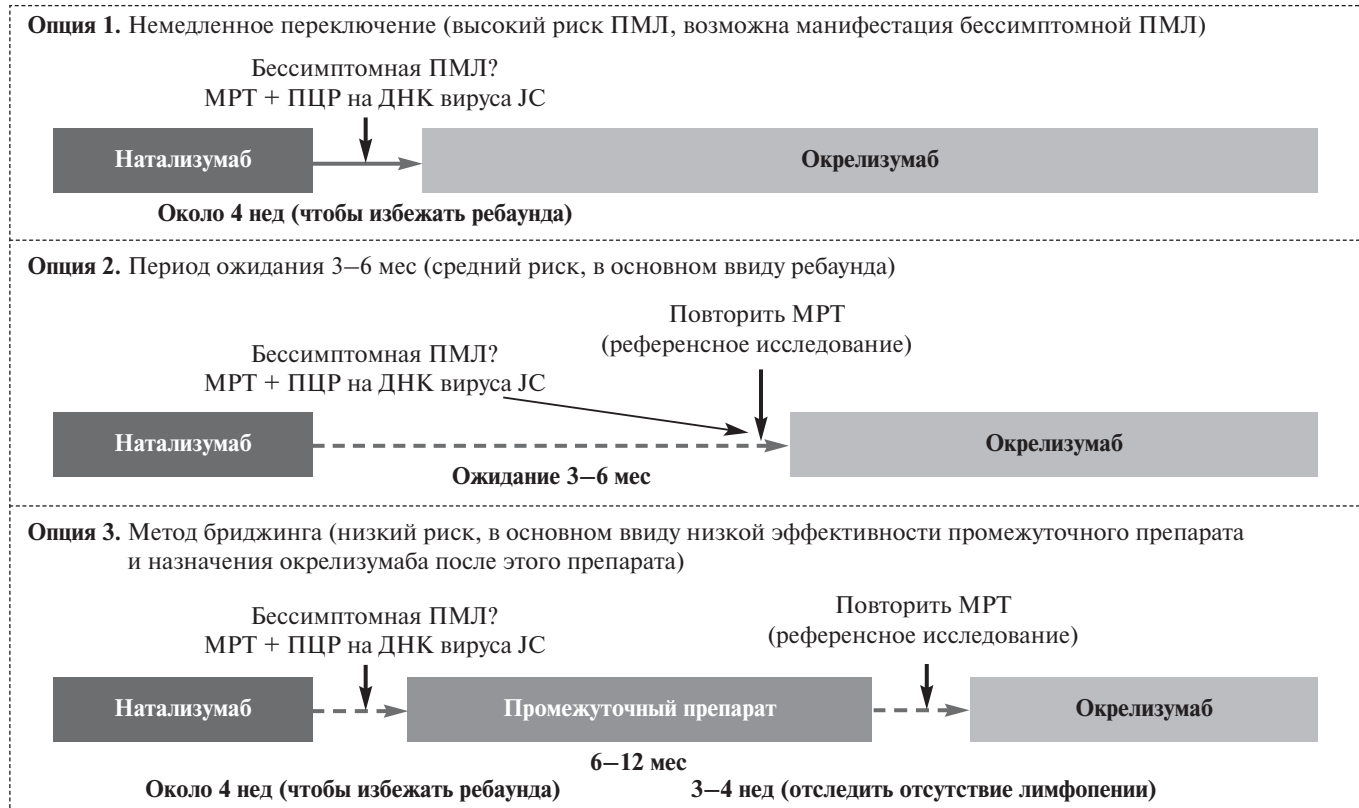 Опция 1. Немедленное переключение (высокий риск ПМЛ, возможна манифестация бессимптомной ПМЛ)
Бессимптомная ПМЛ?
МРТ + ПЦР на ДНК вируса JC
Натализумаб
Окрелизумаб
Около 4 нед (чтобы избежать ребаунда)
Опция 2. Период ожидания 3–6 мес (средний риск, в основном ввиду ребаунда)
Повторить МРТ
(референсное исследование)
Бессимптомная ПМЛ?
МРТ + ПЦР на ДНК вируса JC
Натализумаб
Окрелизумаб
Ожидание 3–6 мес
Опция 3. Метод бриджинга (низкий риск, в основном ввиду низкой эффективности промежуточного препарата
и назначения окрелизумаба после этого препарата)
Бессимптомная ПМЛ?
МРТ + ПЦР на ДНК вируса JC
Повторить МРТ
(референсное исследование)
Натализумаб
Промежуточный препарат
Окрелизумаб
6–12 мес
Около 4 нед (чтобы избежать ребаунда)
3–4 нед (отследить отсутствие лимфопении)